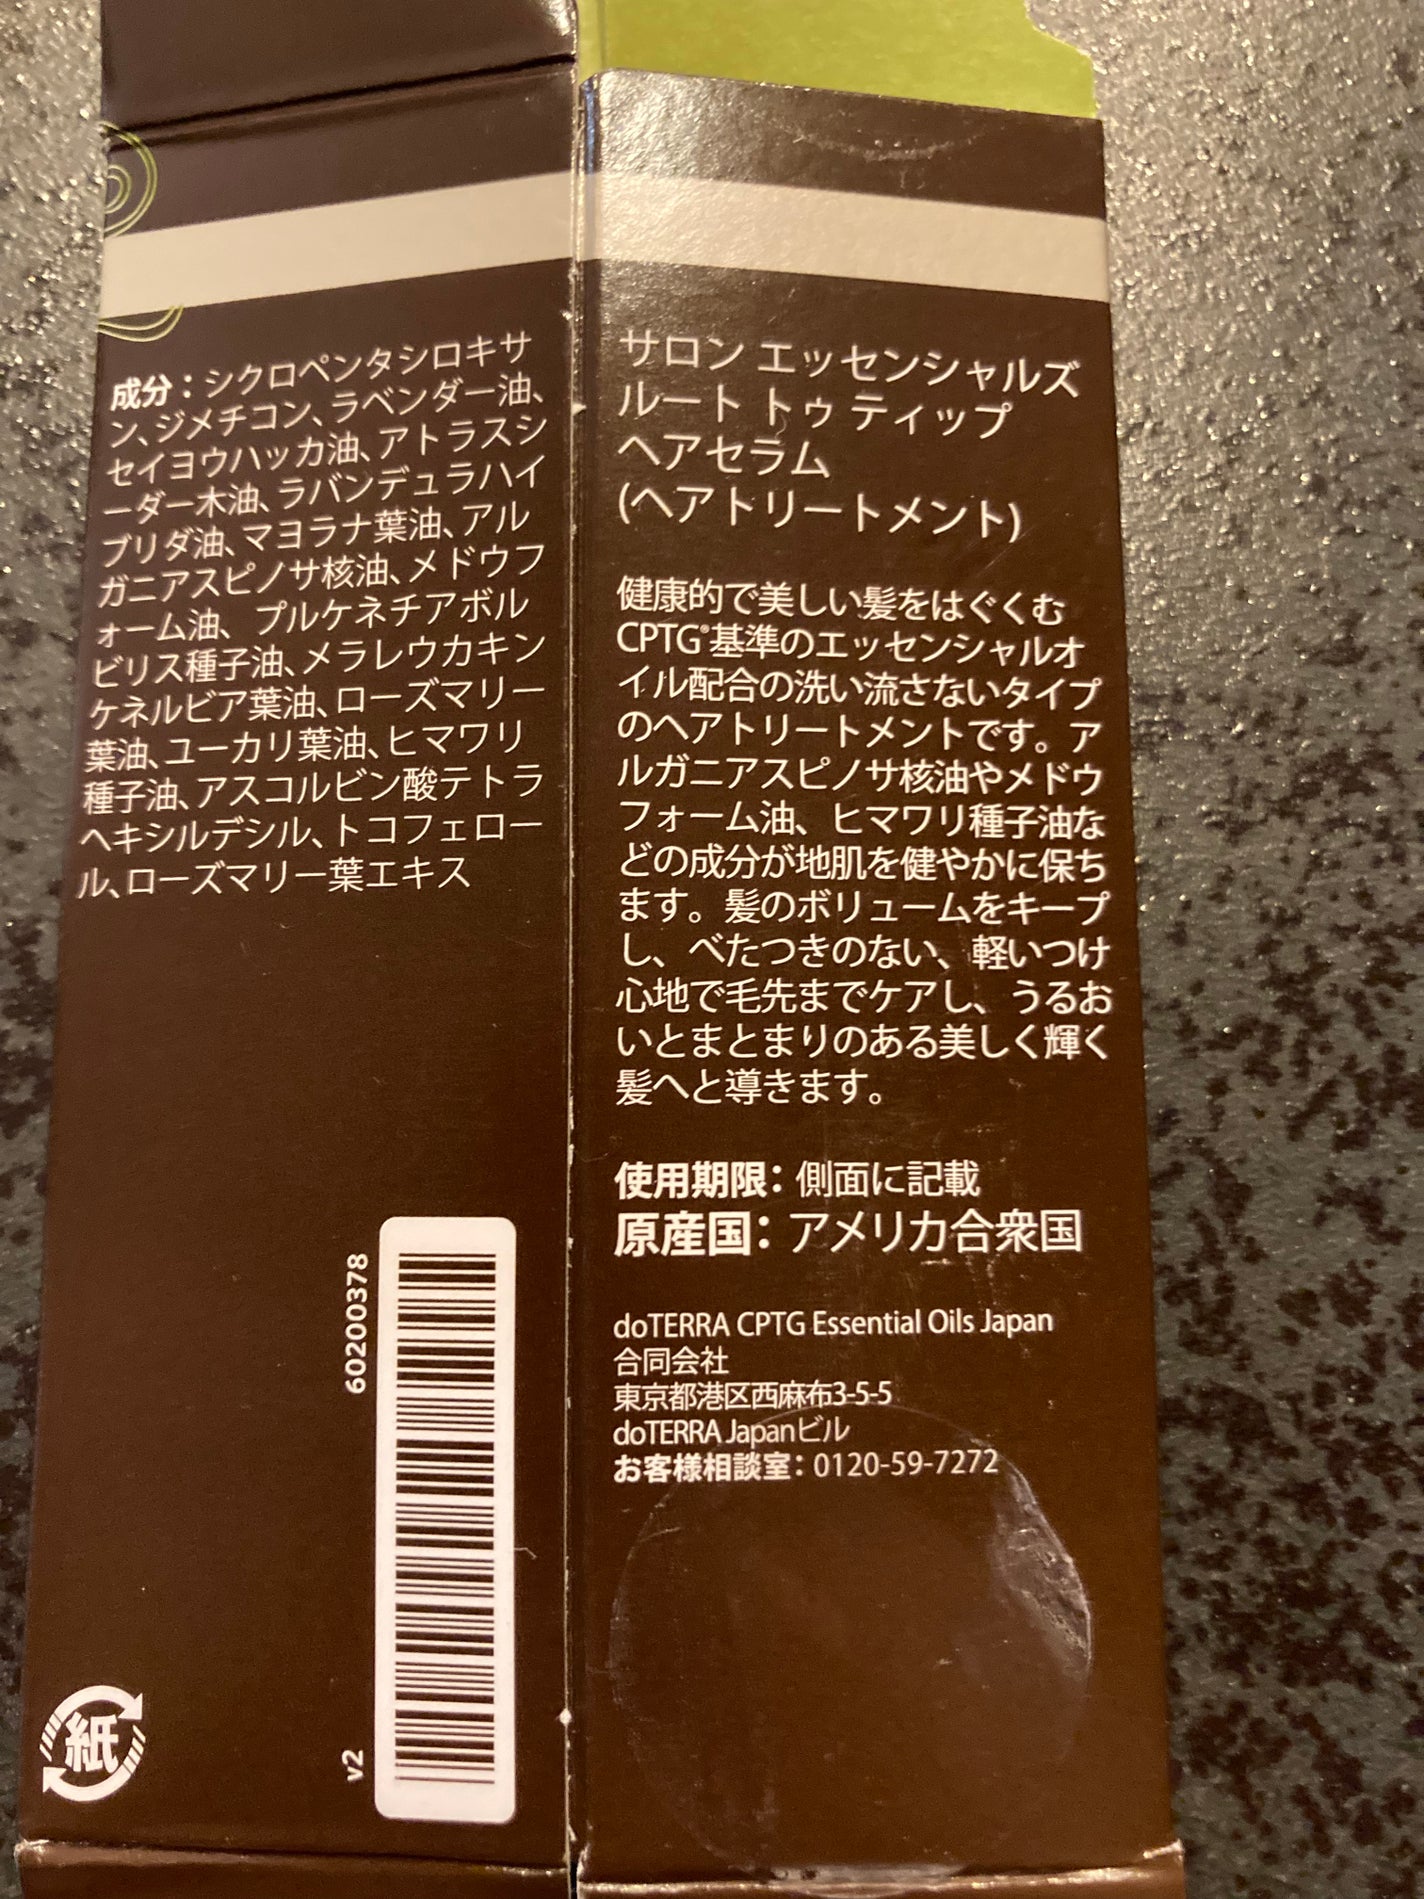 成分：シクロペンタシロキサ
ン、ジメチコン、ラベンダー油、
セイヨウハッカ油、アトラスシ
ーダー木油、ラバンデュラハイ
ブリダ油、マヨラナ葉油、アル
ガニアスピノサ核油、メドウフ
ォーム油、プルケネチアボル
ビリス種子油、メラレウカキン
ケネルビア葉油、ローズマリー
葉油、ユーカリ葉油、ヒマワリ
種子油、アスコルビン酸テトラ
ヘキシルデシル、トコフェロー
ル、ローズマリー葉エキス
60200378
v2
紙
サロン エッセンシャルズ
ルート トゥ ティップ
ヘアセラム
(ヘアトリートメント)
健康的で美しい髪をはぐくむ
CPTG®基準のエッセンシャルオ
イル配合の洗い流さないタイプ
のヘアトリートメントです。ア
ルガニアスピノサ核油やメドウ
フォーム油、ヒマワリ種子油な
どの成分が地肌を健やかに保ち
ます。髪のボリュームをキープ
し、べたつきのない、軽いつけ
心地で毛先までケアし、うるお
いとまとまりのある美しく輝く
髪へと導きます。
使用期限：側面に記載
原産国：アメリカ合衆国
doTERRA CPTG Essential Oils Japan
合同会社
東京都港区西麻布3-5-5
doTERRA Japanビル
お客様相談室：0120-59-7272